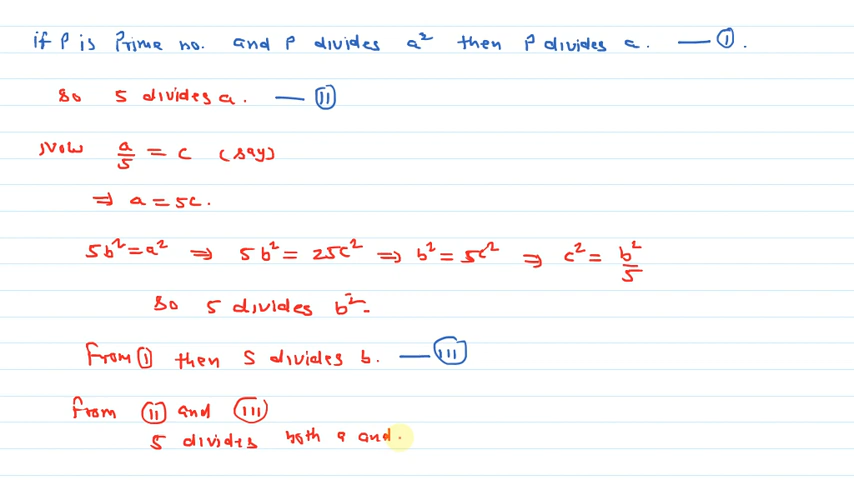 if P is Prime no. and P divides a² then P divides a. — (I).
So 5 divides a. — (II)
Now a/5 = c (say)
⇒ a = 5c.
5b² = a² ⇒ 5b² = 25c² ⇒ b² = 5c² ⇒ c² = b²/5
So 5 divides b².
from (I) then 5 divides b. — (III)
from (II) and (III)
5 divides both a and